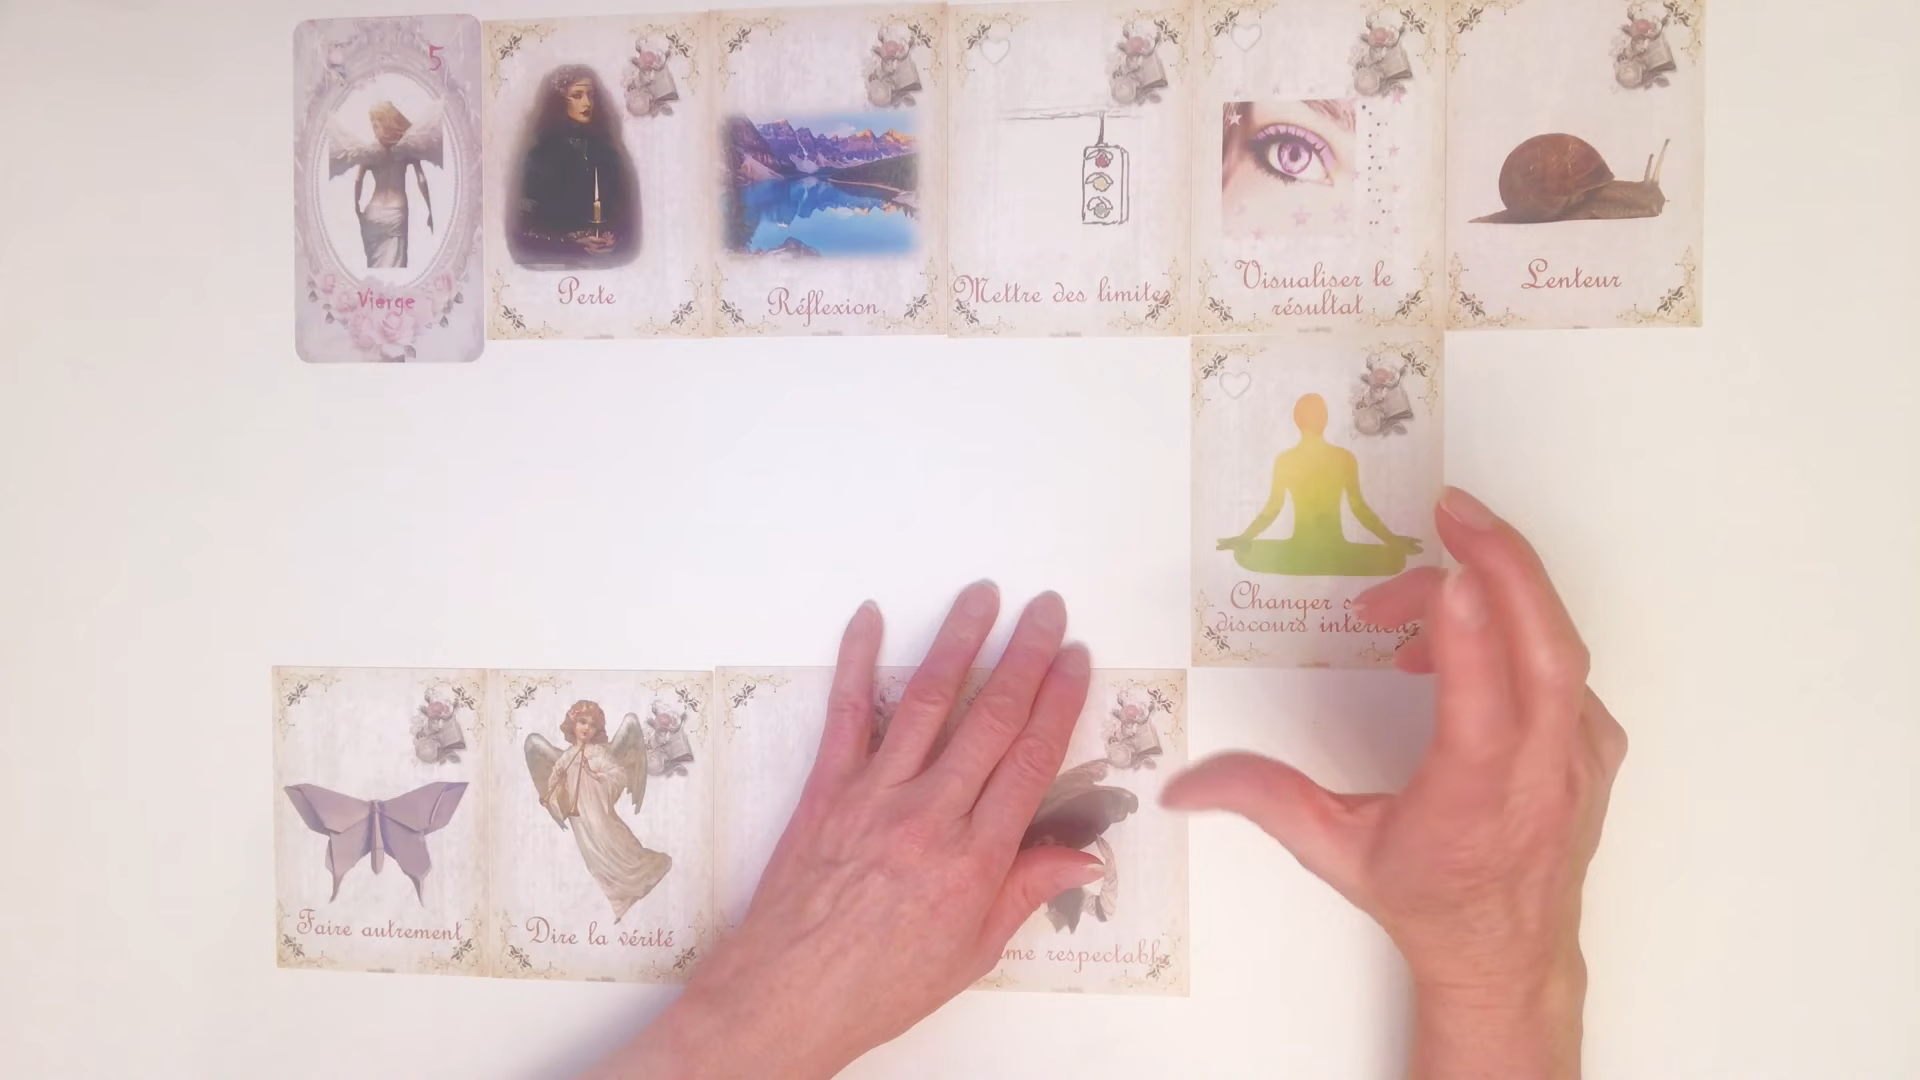 5
Vierge
Perte
Réflexion
Mettre des limites
Visualiser le
résultat
Lenteur
Changer
discours intérieur
Faire autrement
Dire la vérité
respectable